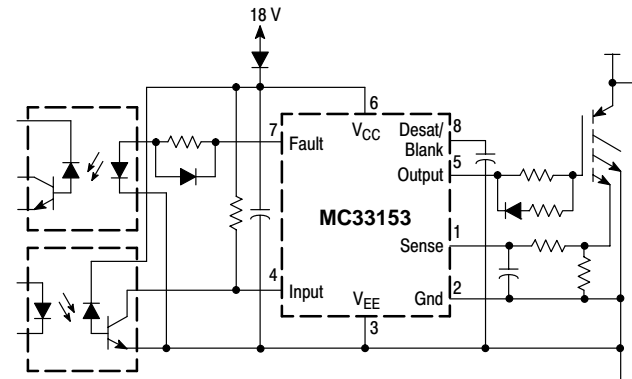 18 V
6
7
Fault
VCC
Desat/
Blank
8
Output
5
MC33153
Sense
1
4
Input
VEE
Gnd
2
3